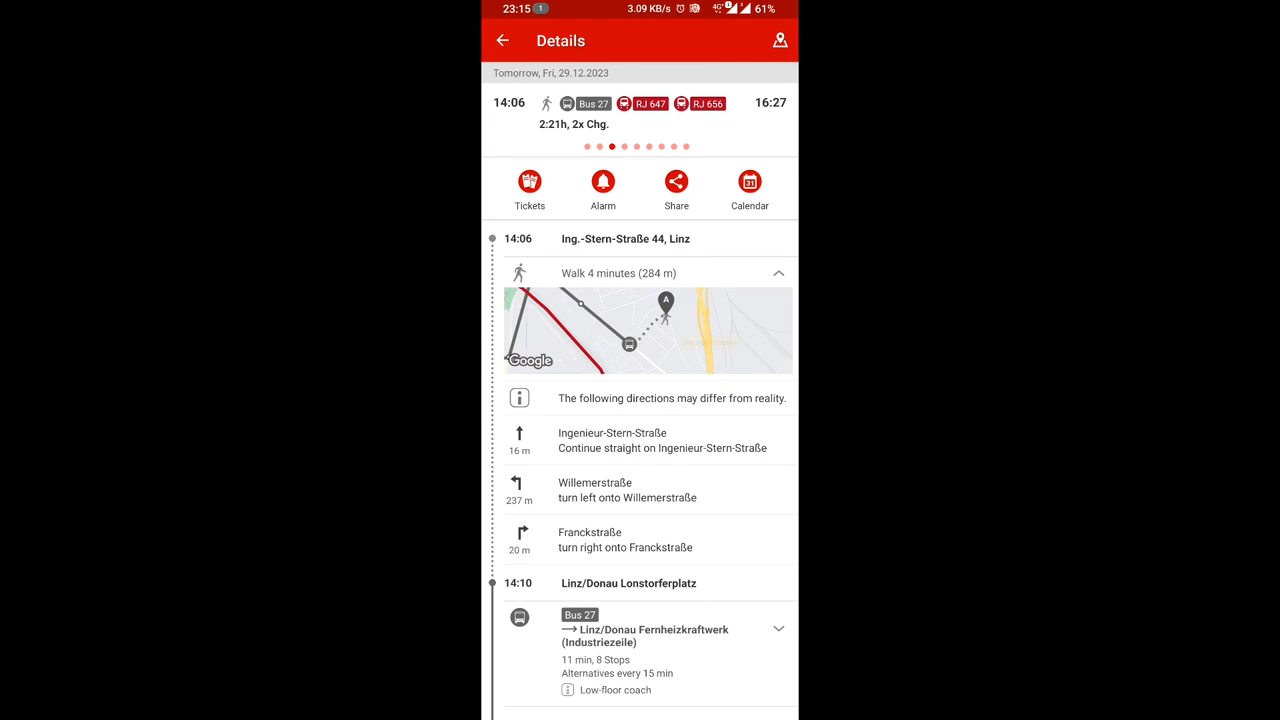 23:15 1 3.09 KB/s 4G+ 61%
Details
Tomorrow, Fri, 29.12.2023
14:06 Bus 27 RJ 647 RJ 656 16:27
2:21h, 2x Chg.
31
Tickets Alarm Share Calendar
14:06 Ing.-Stern-Straße 44, Linz
Walk 4 minutes (284 m)
A
Google
The following directions may differ from reality.
Ingenieur-Stern-Straße
16 m Continue straight on Ingenieur-Stern-Straße
Willemerstraße
237 m turn left onto Willemerstraße
Franckstraße
20 m turn right onto Franckstraße
14:10 Linz/Donau Lonstorferplatz
Bus 27
Linz/Donau Fernheizkraftwerk
(Industriezeile)
11 min, 8 Stops
Alternatives every 15 min
Low-floor coach